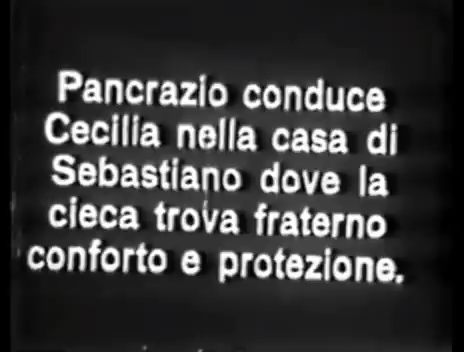 Pancrazio conduce
Cecilia nella casa di
Sebastiano dove la
cieca trova fraterno
conforto e protezione.